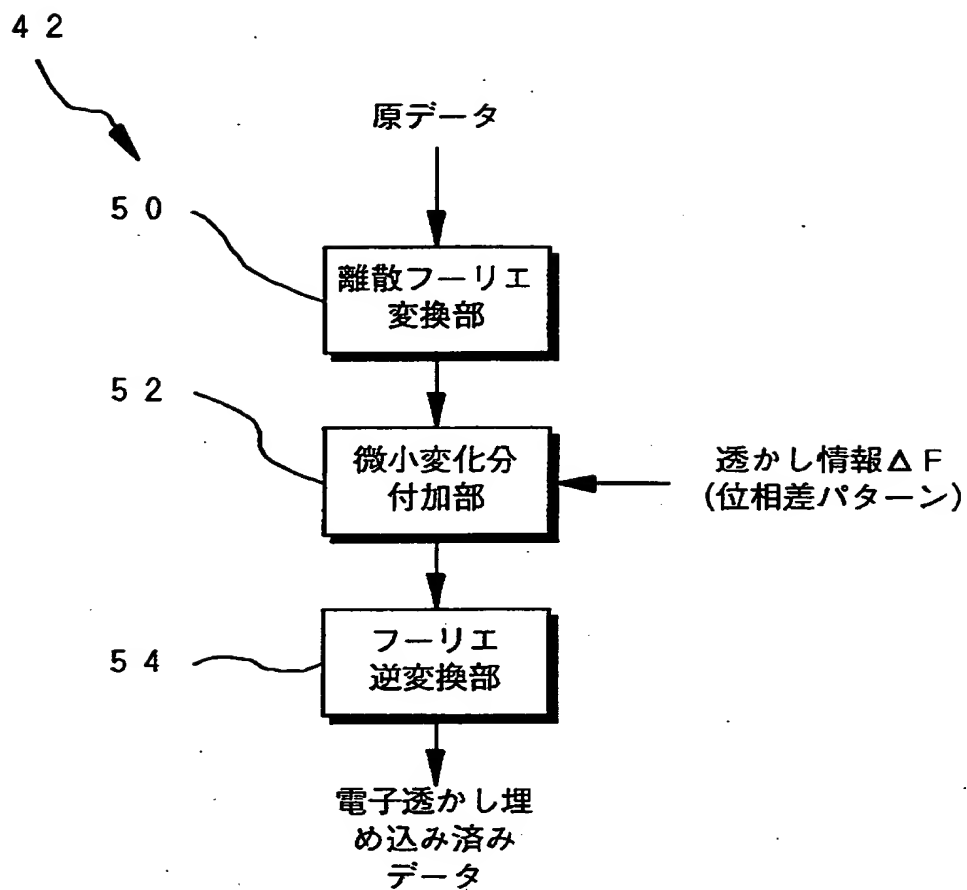 ４２
原データ
５０
離散フーリエ
変換部
５２
微小変化分
付加部
透かし情報ΔＦ
(位相差パターン)
５４
フーリエ
逆変換部
電子透かし埋
め込み済み
データ